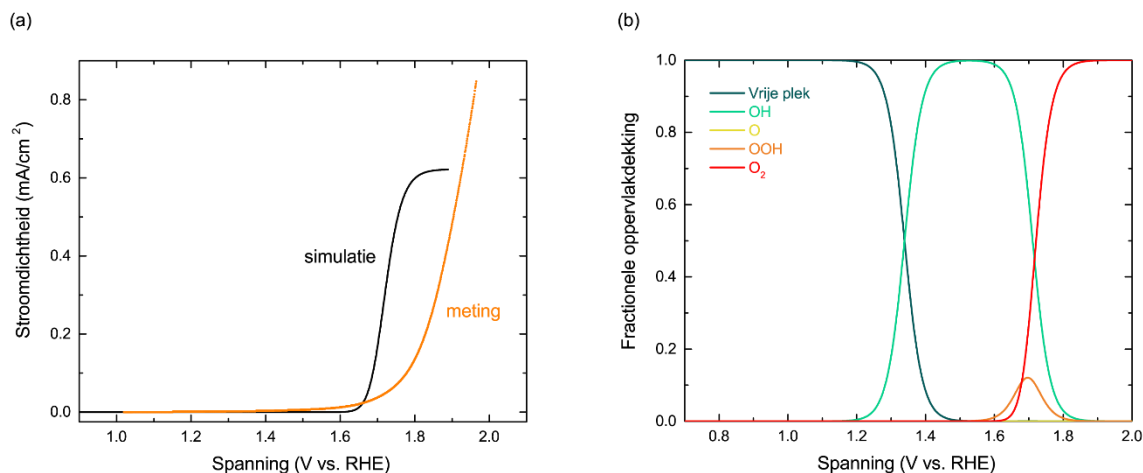 (a)
Stroomdichtheid (mA/cm²)
0.8
0.6
0.4
0.2
0.0
simulatie
meting
1.0 1.2 1.4 1.6 1.8 2.0
Spanning (V vs. RHE)
(b)
Fractionele oppervlakdekking
1.0
0.8
0.6
0.4
0.2
0.0
Vrije plek
OH
O
OOH
O₂
0.8 1.0 1.2 1.4 1.6 1.8 2.0
Spanning (V vs. RHE)